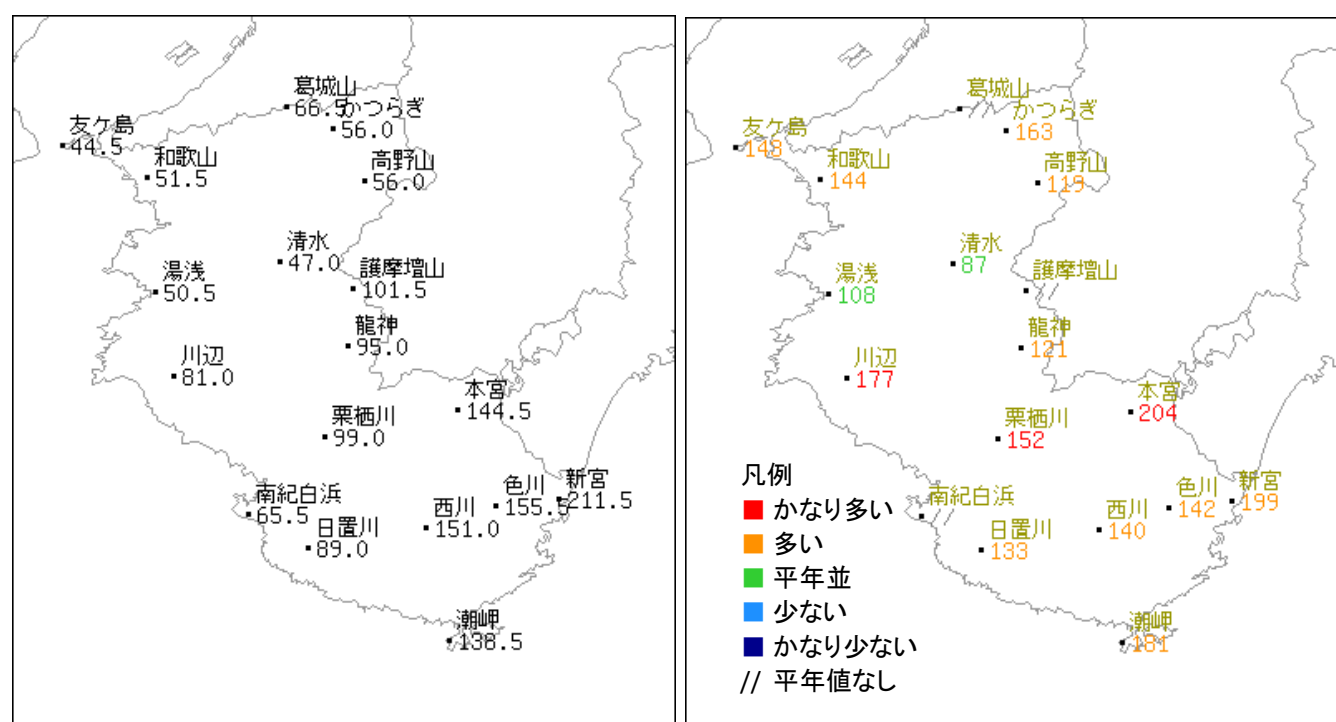 葛城山
66.5
かつらぎ
56.0
友ケ島
44.5
和歌山
51.5
高野山
56.0
清水
47.0
護摩壇山
101.5
湯浅
50.5
龍神
95.0
川辺
81.0
本宮
144.5
栗栖川
99.0
新宮
211.5
色川
155.5
南紀白浜
65.5
西川
151.0
日置川
89.0
潮岬
138.5
葛城山
//
かつらぎ
163
友ケ島
148
和歌山
144
高野山
119
清水
87
護摩壇山
//
湯浅
108
龍神
121
川辺
177
本宮
204
栗栖川
152
新宮
199
色川
142
南紀白浜
//
西川
140
日置川
133
潮岬
181
凡例
かなり多い
多い
平年並
少ない
かなり少ない
// 平年値なし